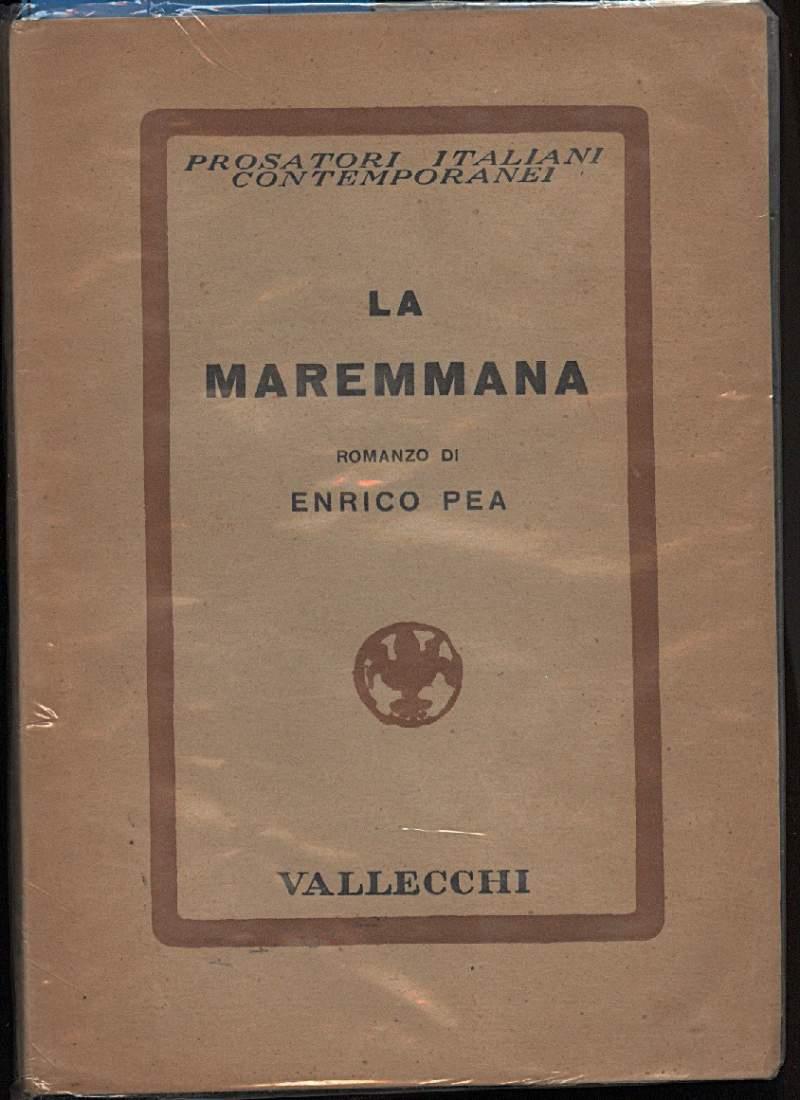 PROSATORI ITALIANI
CONTEMPORANEI
LA
MAREMMANA
ROMANZO DI
ENRICO PEA
VALLECCHI